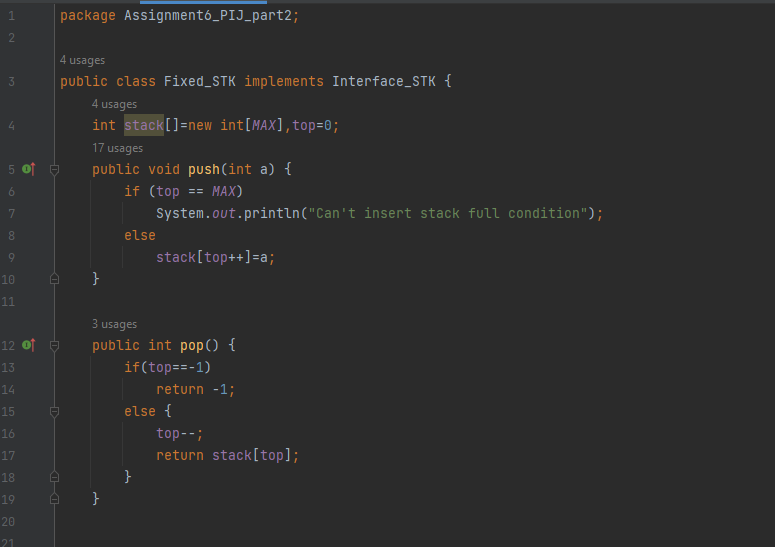 1 package Assignment6_PIJ_part2;
2
4 usages
3 public class Fixed_STK implements Interface_STK {
4 usages
4 int stack[]=new int[MAX],top=0;
17 usages
5 public void push(int a) {
6 if (top == MAX)
7 System.out.println("Can't insert stack full condition");
8 else
9 stack[top++]=a;
10 }
11
3 usages
12 public int pop() {
13 if(top==-1)
14 return -1;
15 else {
16 top--;
17 return stack[top];
18 }
19 }
20
21